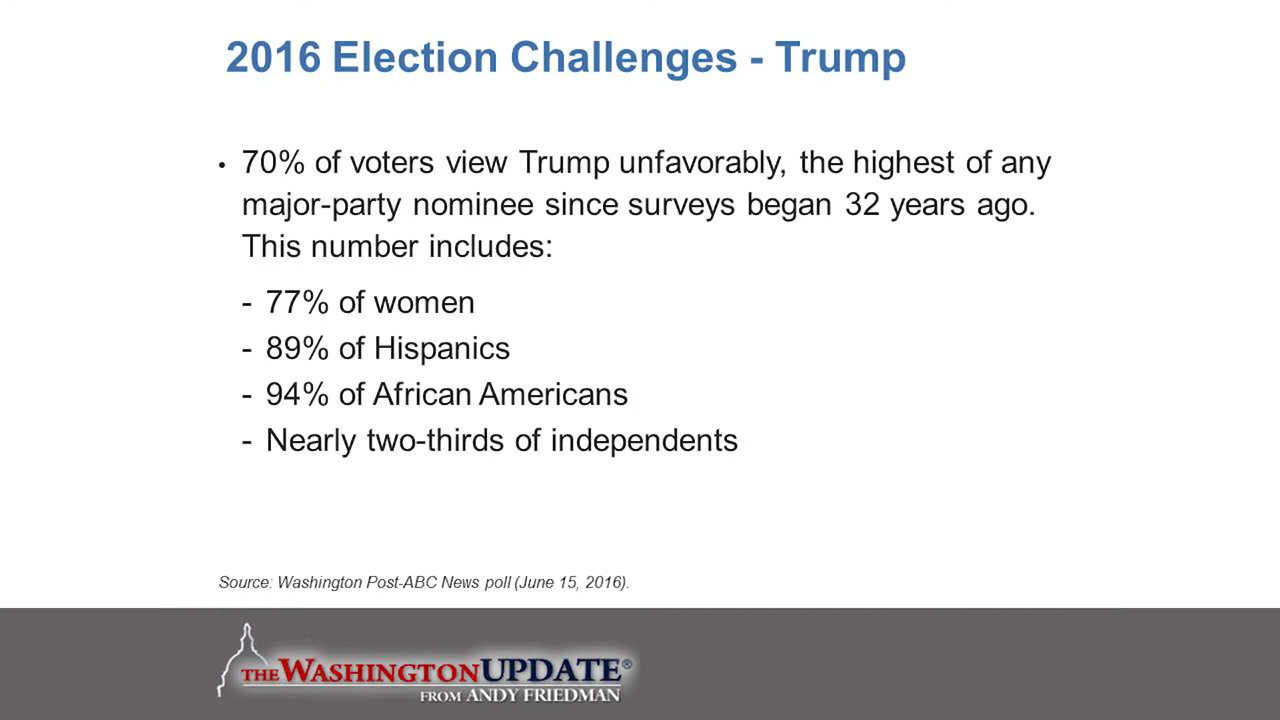 2016 Election Challenges - Trump
• 70% of voters view Trump unfavorably, the highest of any
major-party nominee since surveys began 32 years ago.
This number includes:
- 77% of women
- 89% of Hispanics
- 94% of African Americans
- Nearly two-thirds of independents
Source: Washington Post-ABC News poll (June 15, 2016).
THE WASHINGTON UPDATE®
FROM ANDY FRIEDMAN